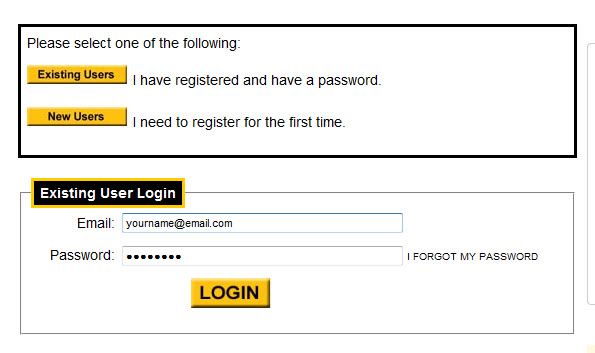 Please select one of the following:
Existing Users I have registered and have a password.
New Users I need to register for the first time.
Existing User Login
Email: yourname@email.com
Password: •••••••• I FORGOT MY PASSWORD
LOGIN